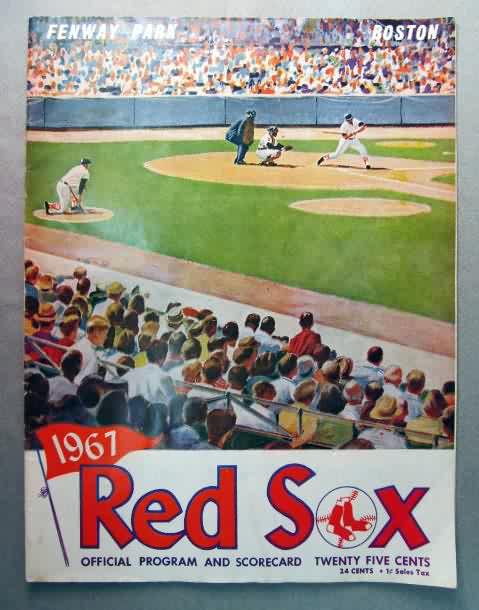 FENWAY PARK BOSTON
1967
Red Sox
OFFICIAL PROGRAM AND SCORECARD TWENTY FIVE CENTS
24 CENTS + 1¢ Sales Tax